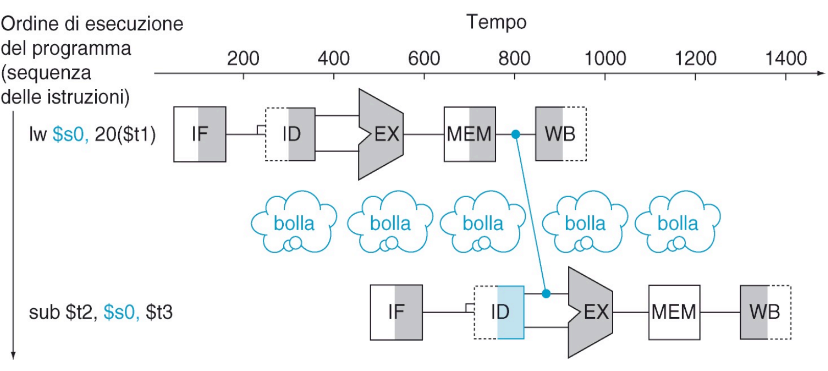 Ordine di esecuzione
del programma
(sequenza
delle istruzioni)
Tempo
200 400 600 800 1000 1200 1400
lw $s0, 20($t1)
IF ID EX MEM WB
bolla bolla bolla bolla bolla
sub $t2, $s0, $t3
IF ID EX MEM WB